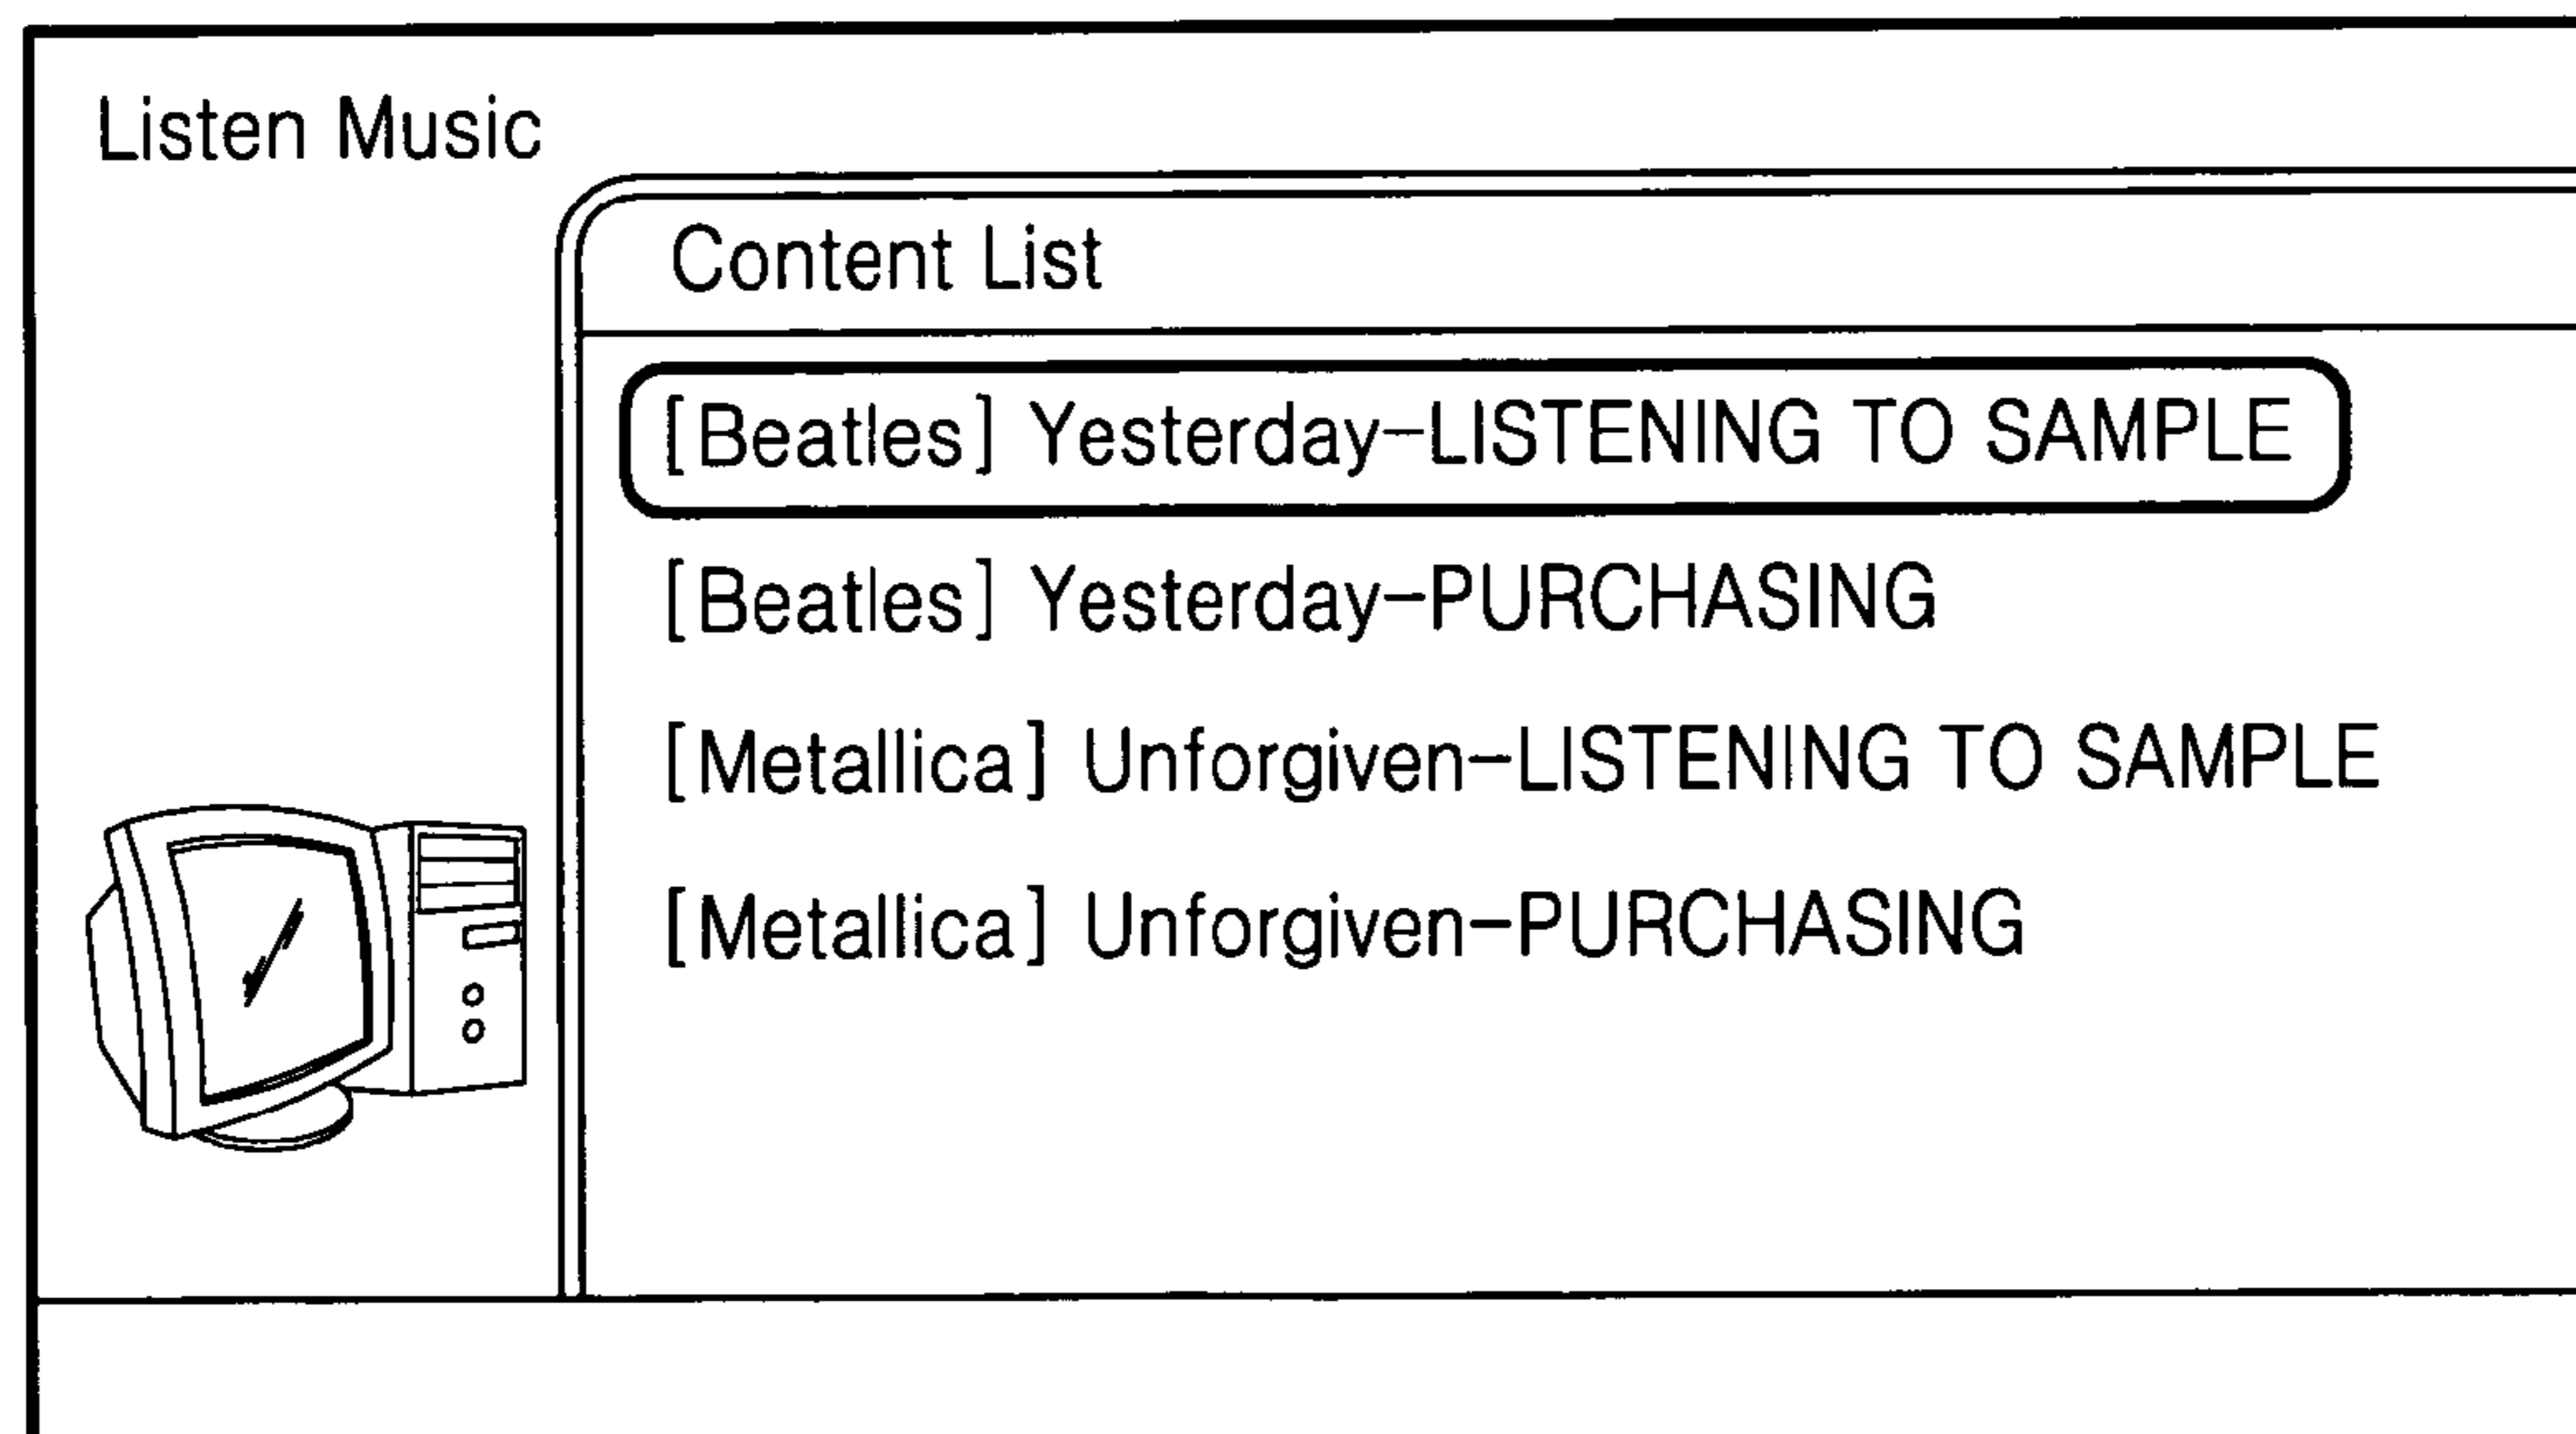 Listen Music
Content List
[Beatles] Yesterday-LISTENING TO SAMPLE
[Beatles] Yesterday-PURCHASING
[Metallica] Unforgiven-LISTENING TO SAMPLE
[Metallica] Unforgiven-PURCHASING